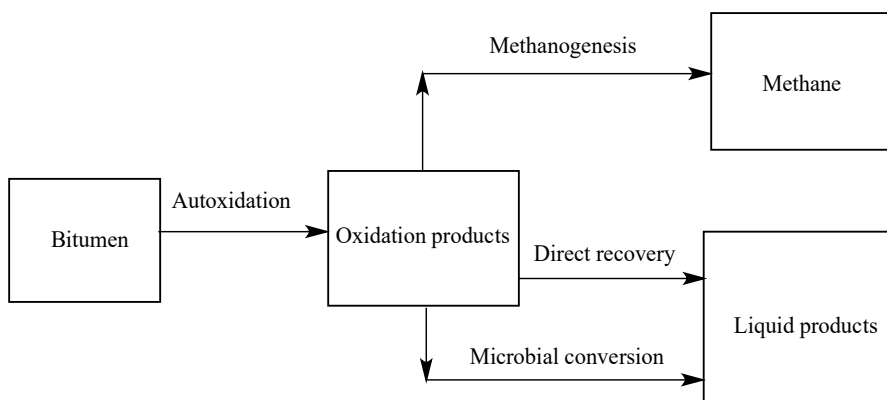 Methanogenesis
Methane
Autoxidation
Bitumen
Oxidation products
Direct recovery
Liquid products
Microbial conversion